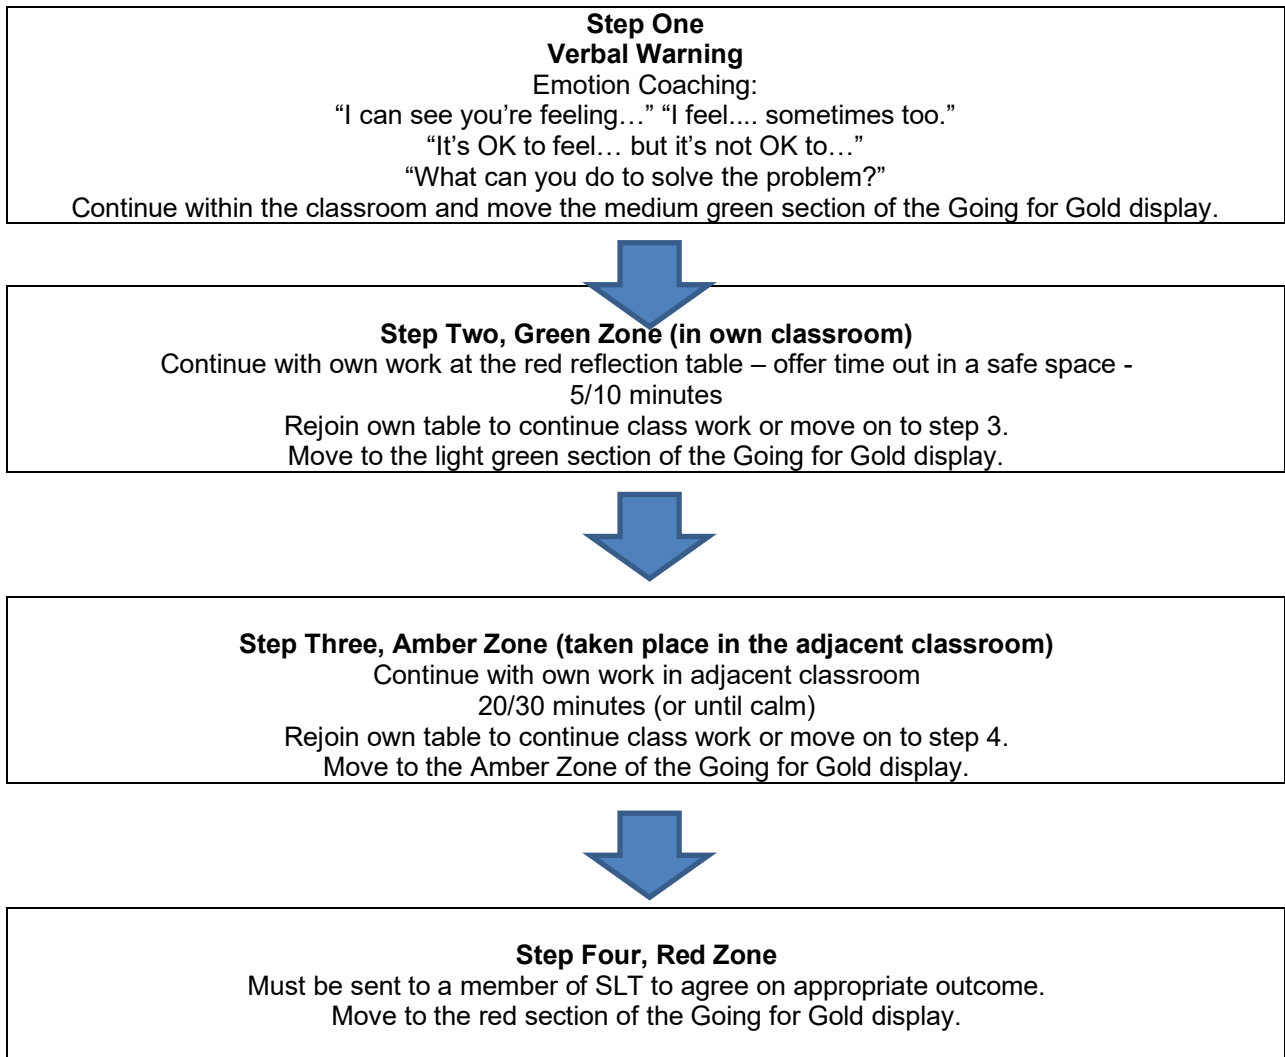 Step One
Verbal Warning
Emotion Coaching:
“I can see you’re feeling…” “I feel.... sometimes too.”
“It’s OK to feel… but it’s not OK to…”
“What can you do to solve the problem?”
Continue within the classroom and move the medium green section of the Going for Gold display.
Step Two, Green Zone (in own classroom)
Continue with own work at the red reflection table – offer time out in a safe space -
5/10 minutes
Rejoin own table to continue class work or move on to step 3.
Move to the light green section of the Going for Gold display.
Step Three, Amber Zone (taken place in the adjacent classroom)
Continue with own work in adjacent classroom
20/30 minutes (or until calm)
Rejoin own table to continue class work or move on to step 4.
Move to the Amber Zone of the Going for Gold display.
Step Four, Red Zone
Must be sent to a member of SLT to agree on appropriate outcome.
Move to the red section of the Going for Gold display.